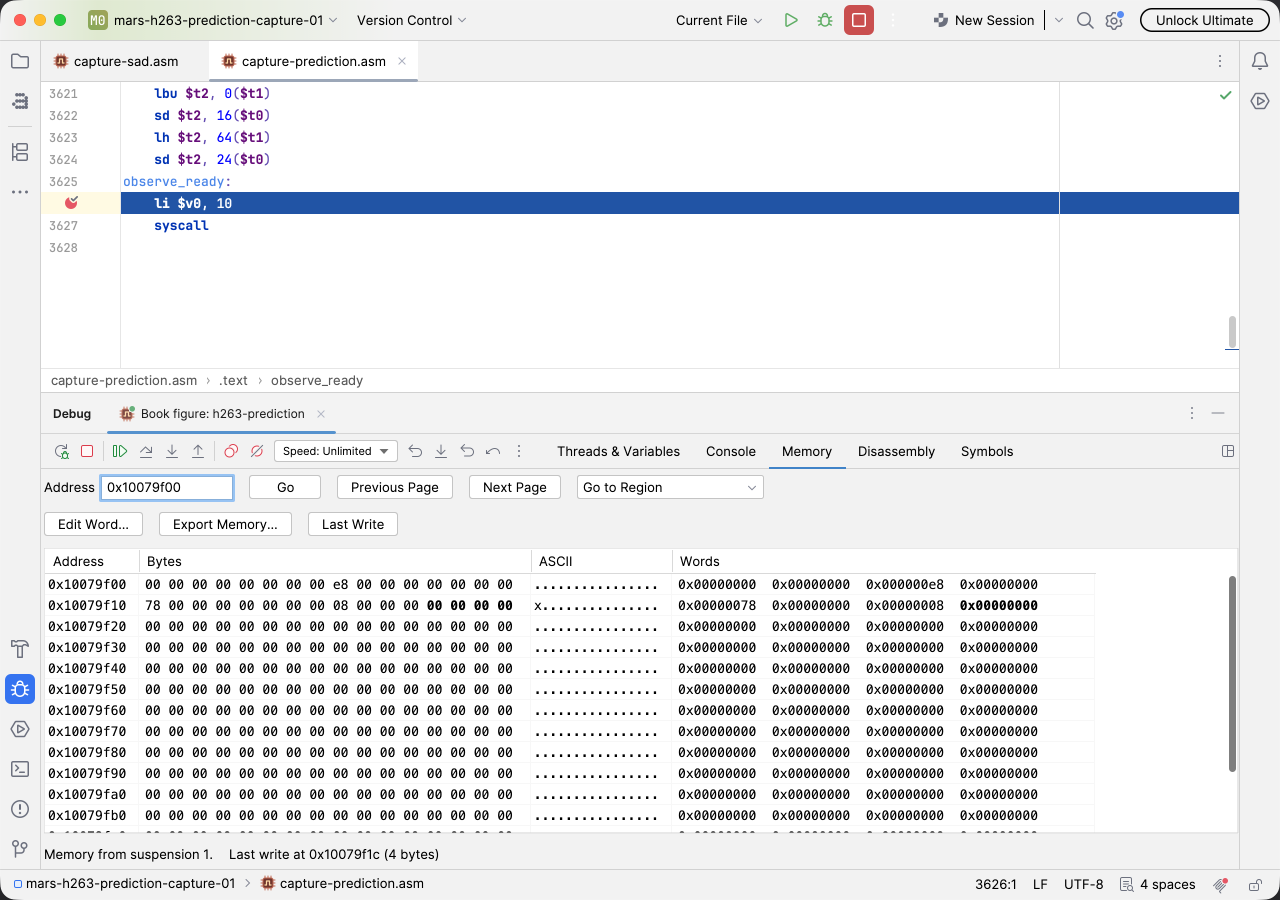 M0 mars-h263-prediction-capture-01 Version Control Current File New Session Unlock Ultimate
capture-sad.asm capture-prediction.asm
3621 lbu $t2, 0($t1)
3622 sd $t2, 16($t0)
3623 lh $t2, 64($t1)
3624 sd $t2, 24($t0)
3625 observe_ready:
li $v0, 10
3627 syscall
3628
capture-prediction.asm › .text › observe_ready
Debug Book figure: h263-prediction
Speed: Unlimited Threads & Variables Console Memory Disassembly Symbols
Address 0x10079f00 Go Previous Page Next Page Go to Region
Edit Word... Export Memory... Last Write
Address Bytes ASCII Words
0x10079f00 00 00 00 00 00 00 00 00 e8 00 00 00 00 00 00 00 ................ 0x00000000 0x00000000 0x000000e8 0x00000000
0x10079f10 78 00 00 00 00 00 00 00 08 00 00 00 00 00 00 00 x............... 0x00000078 0x00000000 0x00000008 0x00000000
0x10079f20 00 00 00 00 00 00 00 00 00 00 00 00 00 00 00 00 ................ 0x00000000 0x00000000 0x00000000 0x00000000
0x10079f30 00 00 00 00 00 00 00 00 00 00 00 00 00 00 00 00 ................ 0x00000000 0x00000000 0x00000000 0x00000000
0x10079f40 00 00 00 00 00 00 00 00 00 00 00 00 00 00 00 00 ................ 0x00000000 0x00000000 0x00000000 0x00000000
0x10079f50 00 00 00 00 00 00 00 00 00 00 00 00 00 00 00 00 ................ 0x00000000 0x00000000 0x00000000 0x00000000
0x10079f60 00 00 00 00 00 00 00 00 00 00 00 00 00 00 00 00 ................ 0x00000000 0x00000000 0x00000000 0x00000000
0x10079f70 00 00 00 00 00 00 00 00 00 00 00 00 00 00 00 00 ................ 0x00000000 0x00000000 0x00000000 0x00000000
0x10079f80 00 00 00 00 00 00 00 00 00 00 00 00 00 00 00 00 ................ 0x00000000 0x00000000 0x00000000 0x00000000
0x10079f90 00 00 00 00 00 00 00 00 00 00 00 00 00 00 00 00 ................ 0x00000000 0x00000000 0x00000000 0x00000000
0x10079fa0 00 00 00 00 00 00 00 00 00 00 00 00 00 00 00 00 ................ 0x00000000 0x00000000 0x00000000 0x00000000
0x10079fb0 00 00 00 00 00 00 00 00 00 00 00 00 00 00 00 00 ................ 0x00000000 0x00000000 0x00000000 0x00000000
Memory from suspension 1. Last write at 0x10079f1c (4 bytes)
mars-h263-prediction-capture-01 › capture-prediction.asm 3626:1 LF UTF-8 4 spaces